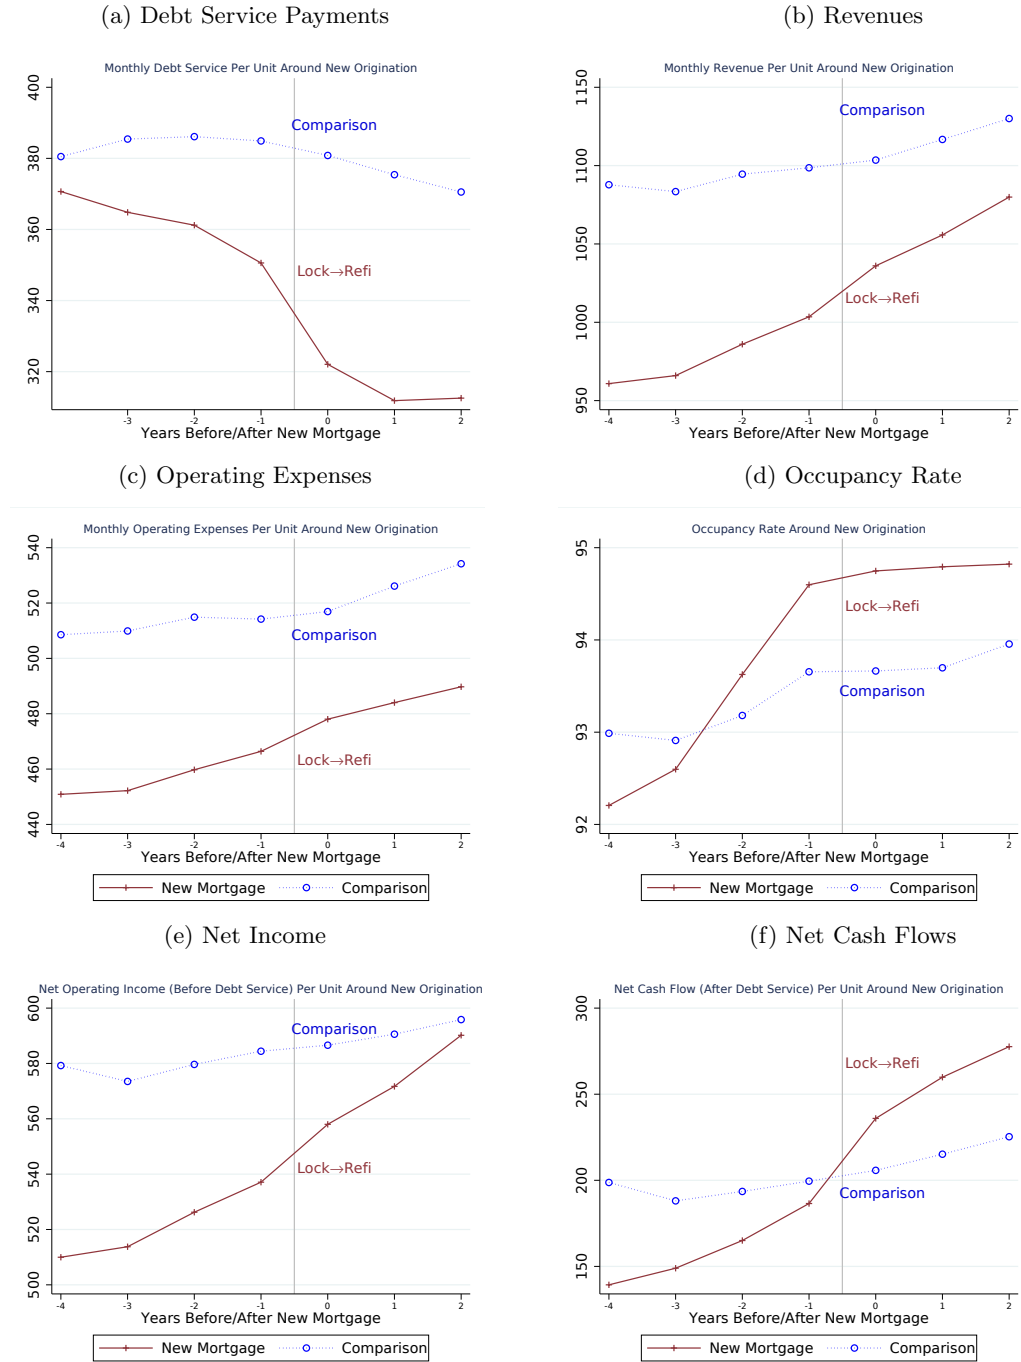 (a) Debt Service Payments
Monthly Debt Service Per Unit Around New Origination
400
380
360
340
320
Comparison
Lock→Refi
-3 -2 -1 0 1 2
Years Before/After New Mortgage
(b) Revenues
Monthly Revenue Per Unit Around New Origination
1150
1100
1050
1000
950
Comparison
Lock→Refi
-4 -3 -2 -1 0 1 2
Years Before/After New Mortgage
(c) Operating Expenses
Monthly Operating Expenses Per Unit Around New Origination
540
520
500
480
460
440
Comparison
Lock→Refi
-4 -3 -2 -1 0 1 2
Years Before/After New Mortgage
New Mortgage Comparison
(d) Occupancy Rate
Occupancy Rate Around New Origination
95
94
93
92
Lock→Refi
Comparison
-4 -3 -2 -1 0 1 2
Years Before/After New Mortgage
New Mortgage Comparison
(e) Net Income
Net Operating Income (Before Debt Service) Per Unit Around New Origination
600
580
560
540
520
500
Comparison
Lock→Refi
-4 -3 -2 -1 0 1 2
Years Before/After New Mortgage
New Mortgage Comparison
(f) Net Cash Flows
Net Cash Flow (After Debt Service) Per Unit Around New Origination
300
250
200
150
Lock→Refi
Comparison
-4 -3 -2 -1 0 1 2
Years Before/After New Mortgage
New Mortgage Comparison